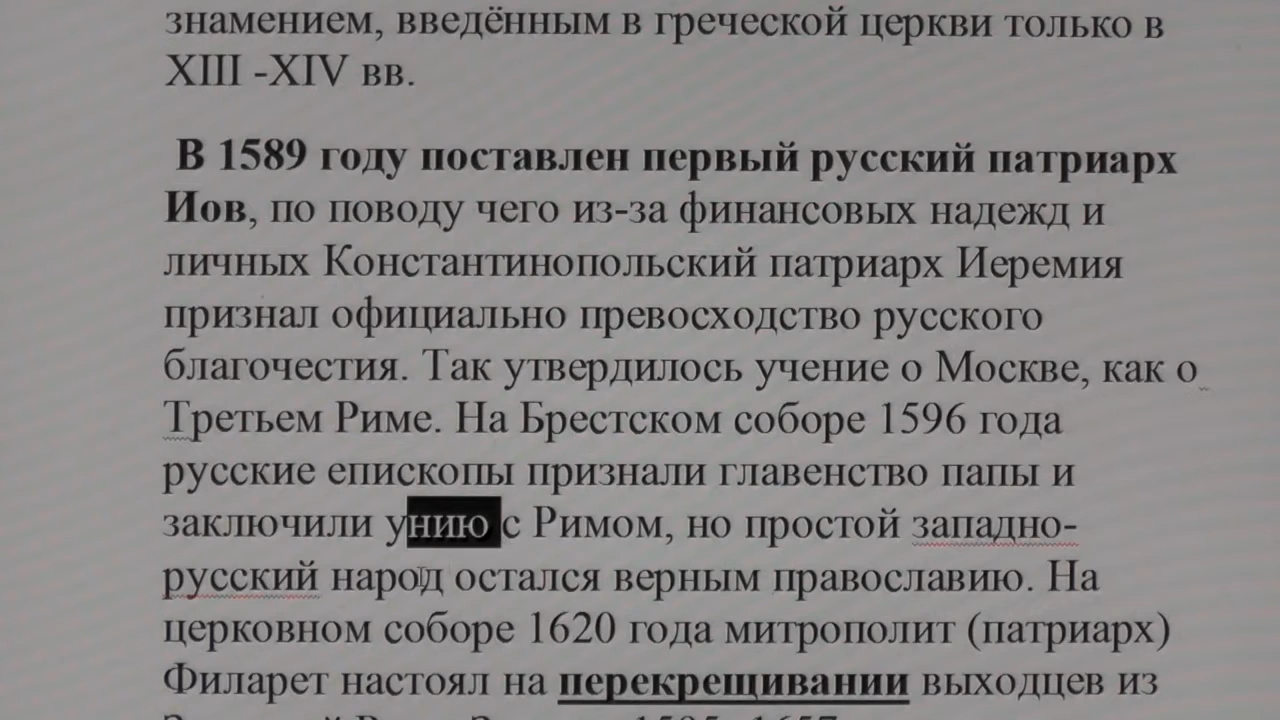 знамением, введённым в греческой церкви только в
XIII -XIV вв.
В 1589 году поставлен первый русский патриарх
Иов, по поводу чего из-за финансовых надежд и
личных Константинопольский патриарх Иеремия
признал официально превосходство русского
благочестия. Так утвердилось учение о Москве, как о
Третьем Риме. На Брестском соборе 1596 года
русские епископы признали главенство папы и
заключили унию с Римом, но простой западно-
русский народ остался верным православию. На
церковном соборе 1620 года митрополит (патриарх)
Филарет настоял на перекрещивании выходцев из